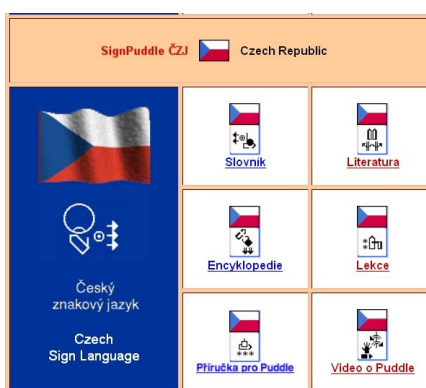 SignPuddle ČZJ Czech Republic
Český
znakový jazyk
Czech
Sign Language
Slovník
Literatura
Encyklopedie
Lekce
Příručka pro Puddle
Video o Puddle